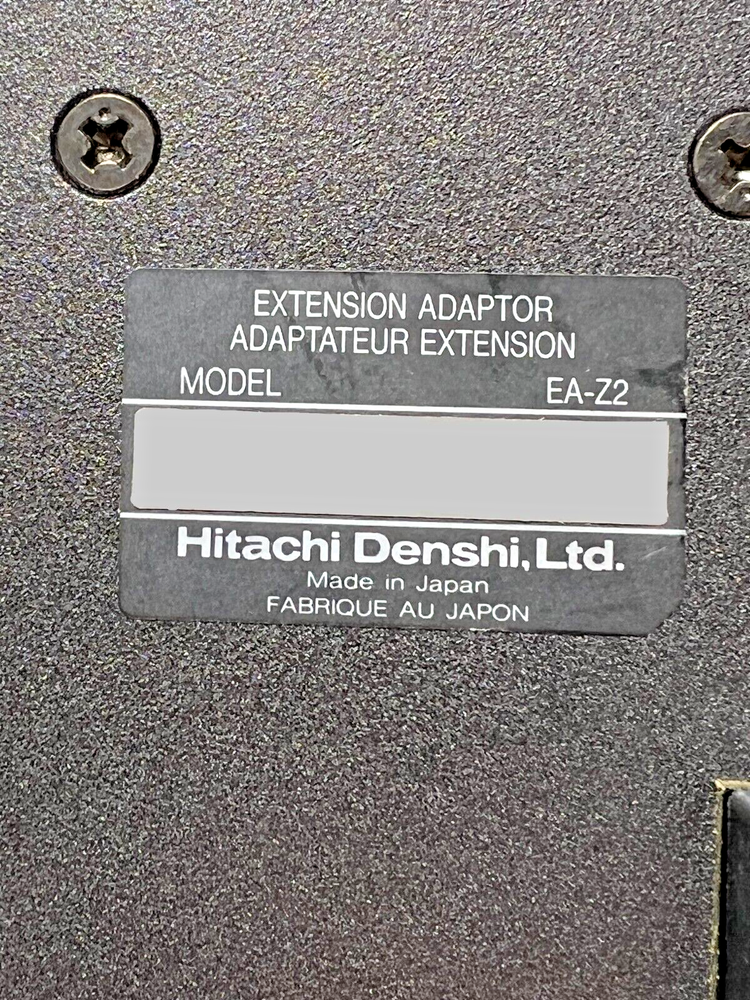 EXTENSION ADAPTOR
ADAPTATEUR EXTENSION
MODEL EA-Z2
Hitachi Denshi, Ltd.
Made in Japan
FABRIQUE AU JAPON